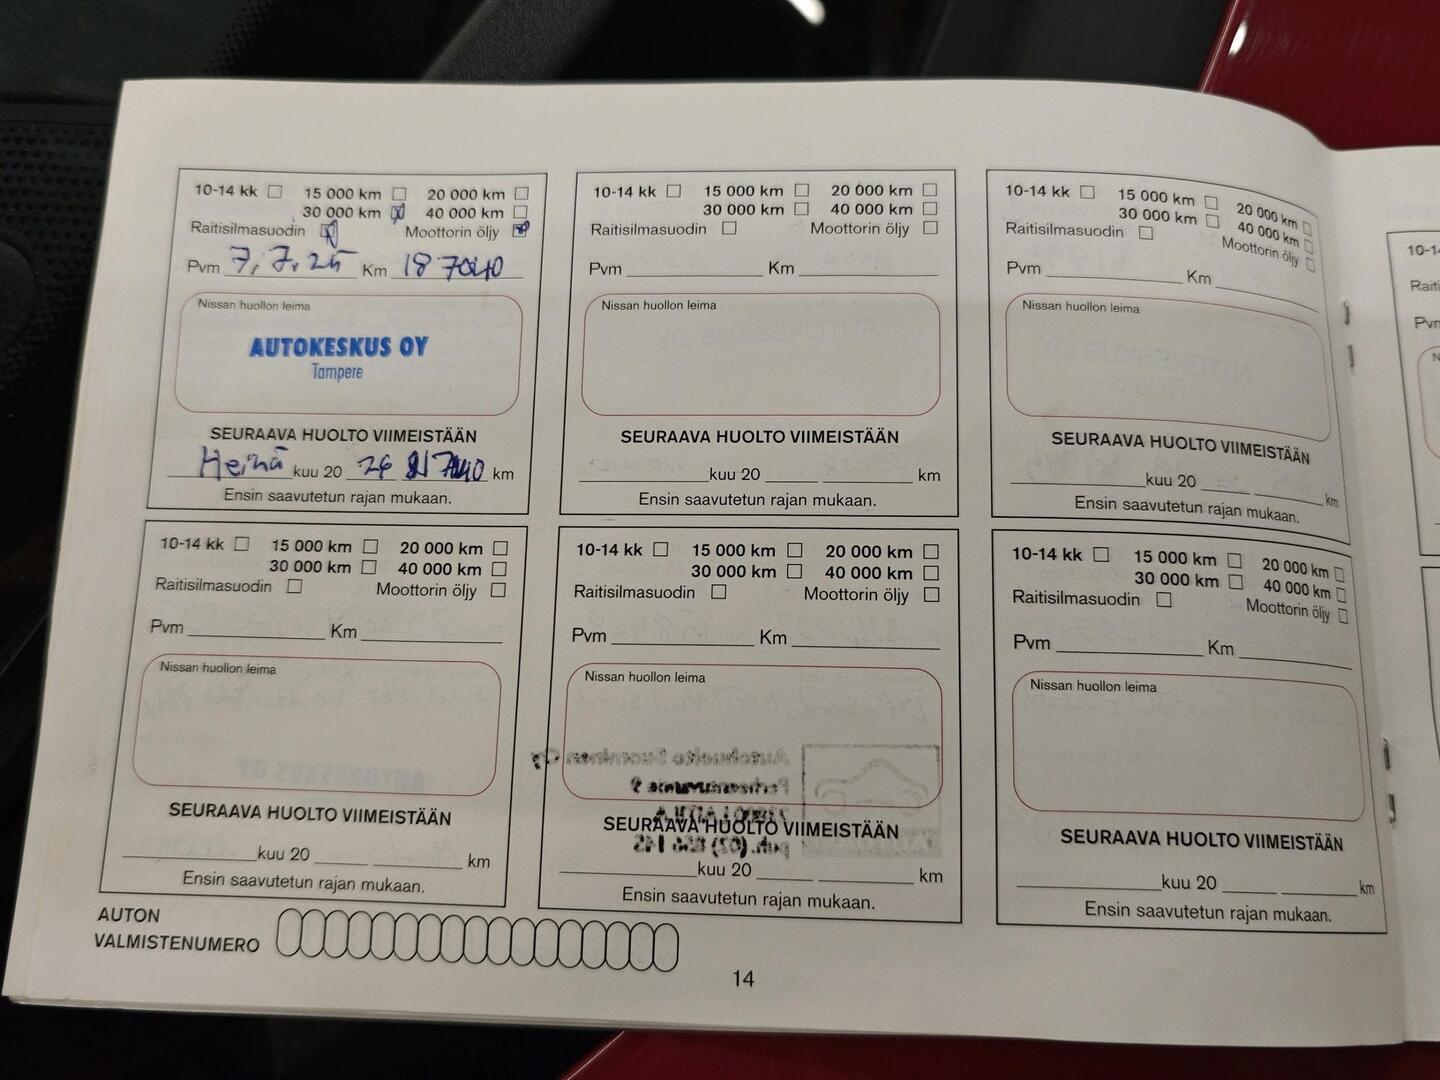 10-14 kk 15 000 km 20 000 km
30 000 km 40 000 km
Raitisilmasuodin Moottorin öljy
Pvm 7.7.25 Km 187040
Nissan huollon leima
AUTOKESKUS OY
Tampere
SEURAAVA HUOLTO VIIMEISTÄÄN
Heinä kuu 20 26 217040 km
Ensin saavutetun rajan mukaan.
10-14 kk 15 000 km 20 000 km
30 000 km 40 000 km
Raitisilmasuodin Moottorin öljy
Pvm Km
Nissan huollon leima
SEURAAVA HUOLTO VIIMEISTÄÄN
kuu 20 km
Ensin saavutetun rajan mukaan.
10-14 kk 15 000 km 20 000 km
30 000 km 40 000 km
Raitisilmasuodin Moottorin öljy
Pvm Km
Nissan huollon leima
SEURAAVA HUOLTO VIIMEISTÄÄN
kuu 20 km
Ensin saavutetun rajan mukaan.
10-14 kk 15 000 km 20 000 km
30 000 km 40 000 km
Raitisilmasuodin Moottorin öljy
Pvm Km
Nissan huollon leima
SEURAAVA HUOLTO VIIMEISTÄÄN
kuu 20 km
Ensin saavutetun rajan mukaan.
10-14 kk 15 000 km 20 000 km
30 000 km 40 000 km
Raitisilmasuodin Moottorin öljy
Pvm Km
Nissan huollon leima
Autohuolto Suominen Oy
SEURAAVA HUOLTO VIIMEISTÄÄN
kuu 20 km
Ensin saavutetun rajan mukaan.
10-14 kk 15 000 km 20 000 km
30 000 km 40 000 km
Raitisilmasuodin Moottorin öljy
Pvm Km
Nissan huollon leima
SEURAAVA HUOLTO VIIMEISTÄÄN
kuu 20 km
Ensin saavutetun rajan mukaan.
AUTON
VALMISTENUMERO
14